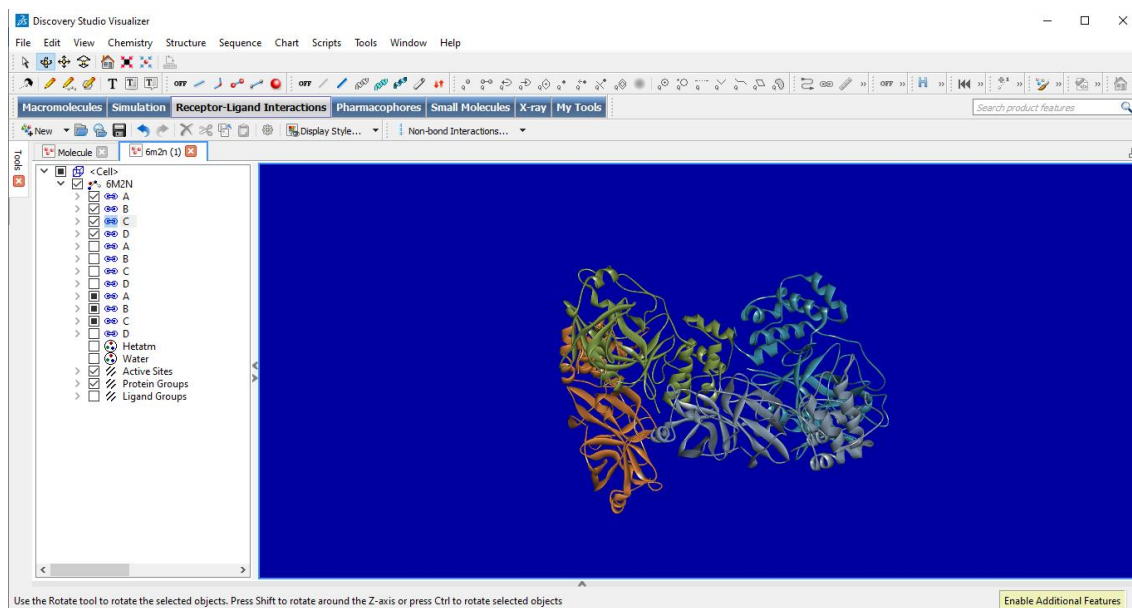 Discovery Studio Visualizer
File Edit View Chemistry Structure Sequence Chart Scripts Tools Window Help
T T T OFF OFF OFF
Macromolecules Simulation Receptor-Ligand Interactions Pharmacophores Small Molecules X-ray My Tools Search product features
New Display Style... Non-bond Interactions...
Tools
Molecule 6m2n (1)
<Cell>
6M2N
A
B
C
D
A
B
C
D
A
B
C
D
Hetatm
Water
Active Sites
Protein Groups
Ligand Groups
Use the Rotate tool to rotate the selected objects. Press Shift to rotate around the Z-axis or press Ctrl to rotate selected objects Enable Additional Features